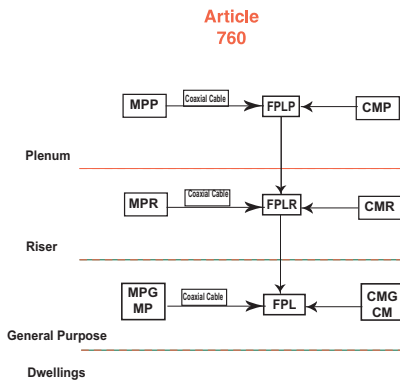 Article
760
MPP
Coaxial Cable
FPLP
CMP
Plenum
MPR
Coaxial Cable
FPLR
CMR
Riser
MPG
MP
Coaxial Cable
FPL
CMG
CM
General Purpose
Dwellings